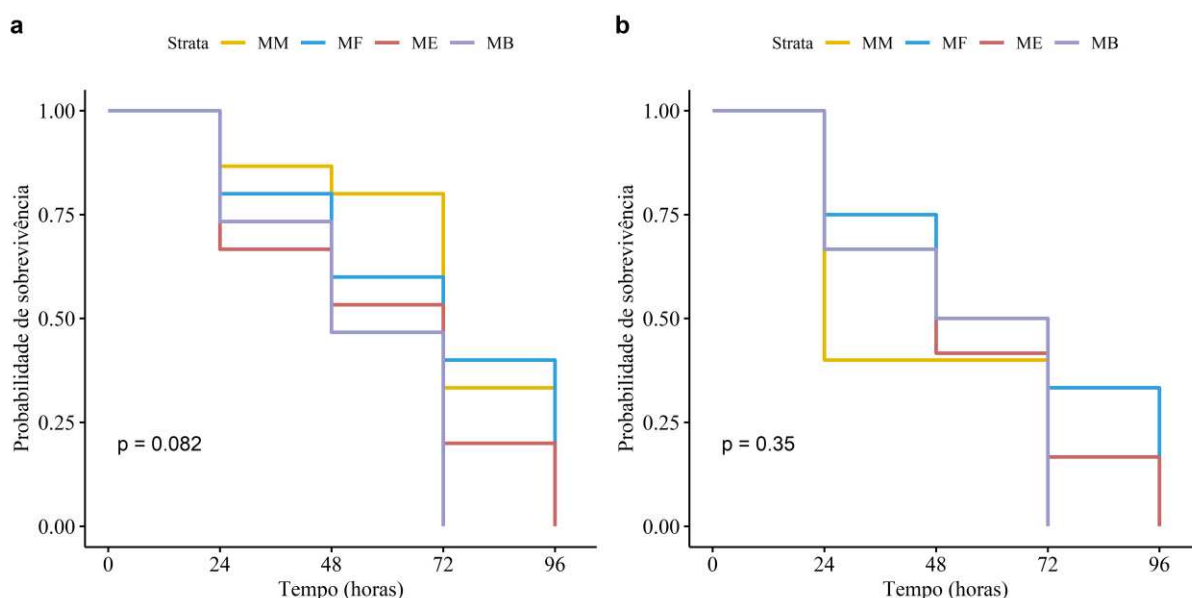 a
Strata MM MF ME MB
Probabilidade de sobrevivência
1.00
0.75
0.50
0.25
0.00
p = 0.082
0 24 48 72 96
Tempo (horas)
b
Strata MM MF ME MB
Probabilidade de sobrevivência
1.00
0.75
0.50
0.25
0.00
p = 0.35
0 24 48 72 96
Tempo (horas)